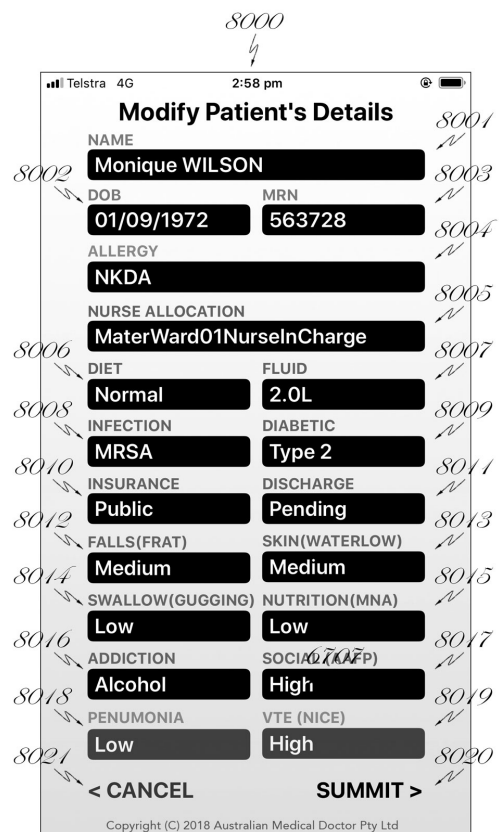 8000
Telstra 4G 2:58 pm
Modify Patient's Details
8001
NAME
Monique WILSON
8002 8003
DOB MRN
01/09/1972 563728
8004
ALLERGY
NKDA
8005
NURSE ALLOCATION
MaterWard01NurseInCharge
8006 8007
DIET FLUID
Normal 2.0L
8008 8009
INFECTION DIABETIC
MRSA Type 2
8010 8011
INSURANCE DISCHARGE
Public Pending
8012 8013
FALLS(FRAT) SKIN(WATERLOW)
Medium Medium
8014 8015
SWALLOW(GUGGING) NUTRITION(MNA)
Low Low
8016 8017
ADDICTION SOCIAL
6707
Alcohol High
8018 8019
PENUMONIA VTE (NICE)
Low High
8021 8020
< CANCEL SUMMIT >
Copyright (C) 2018 Australian Medical Doctor Pty Ltd